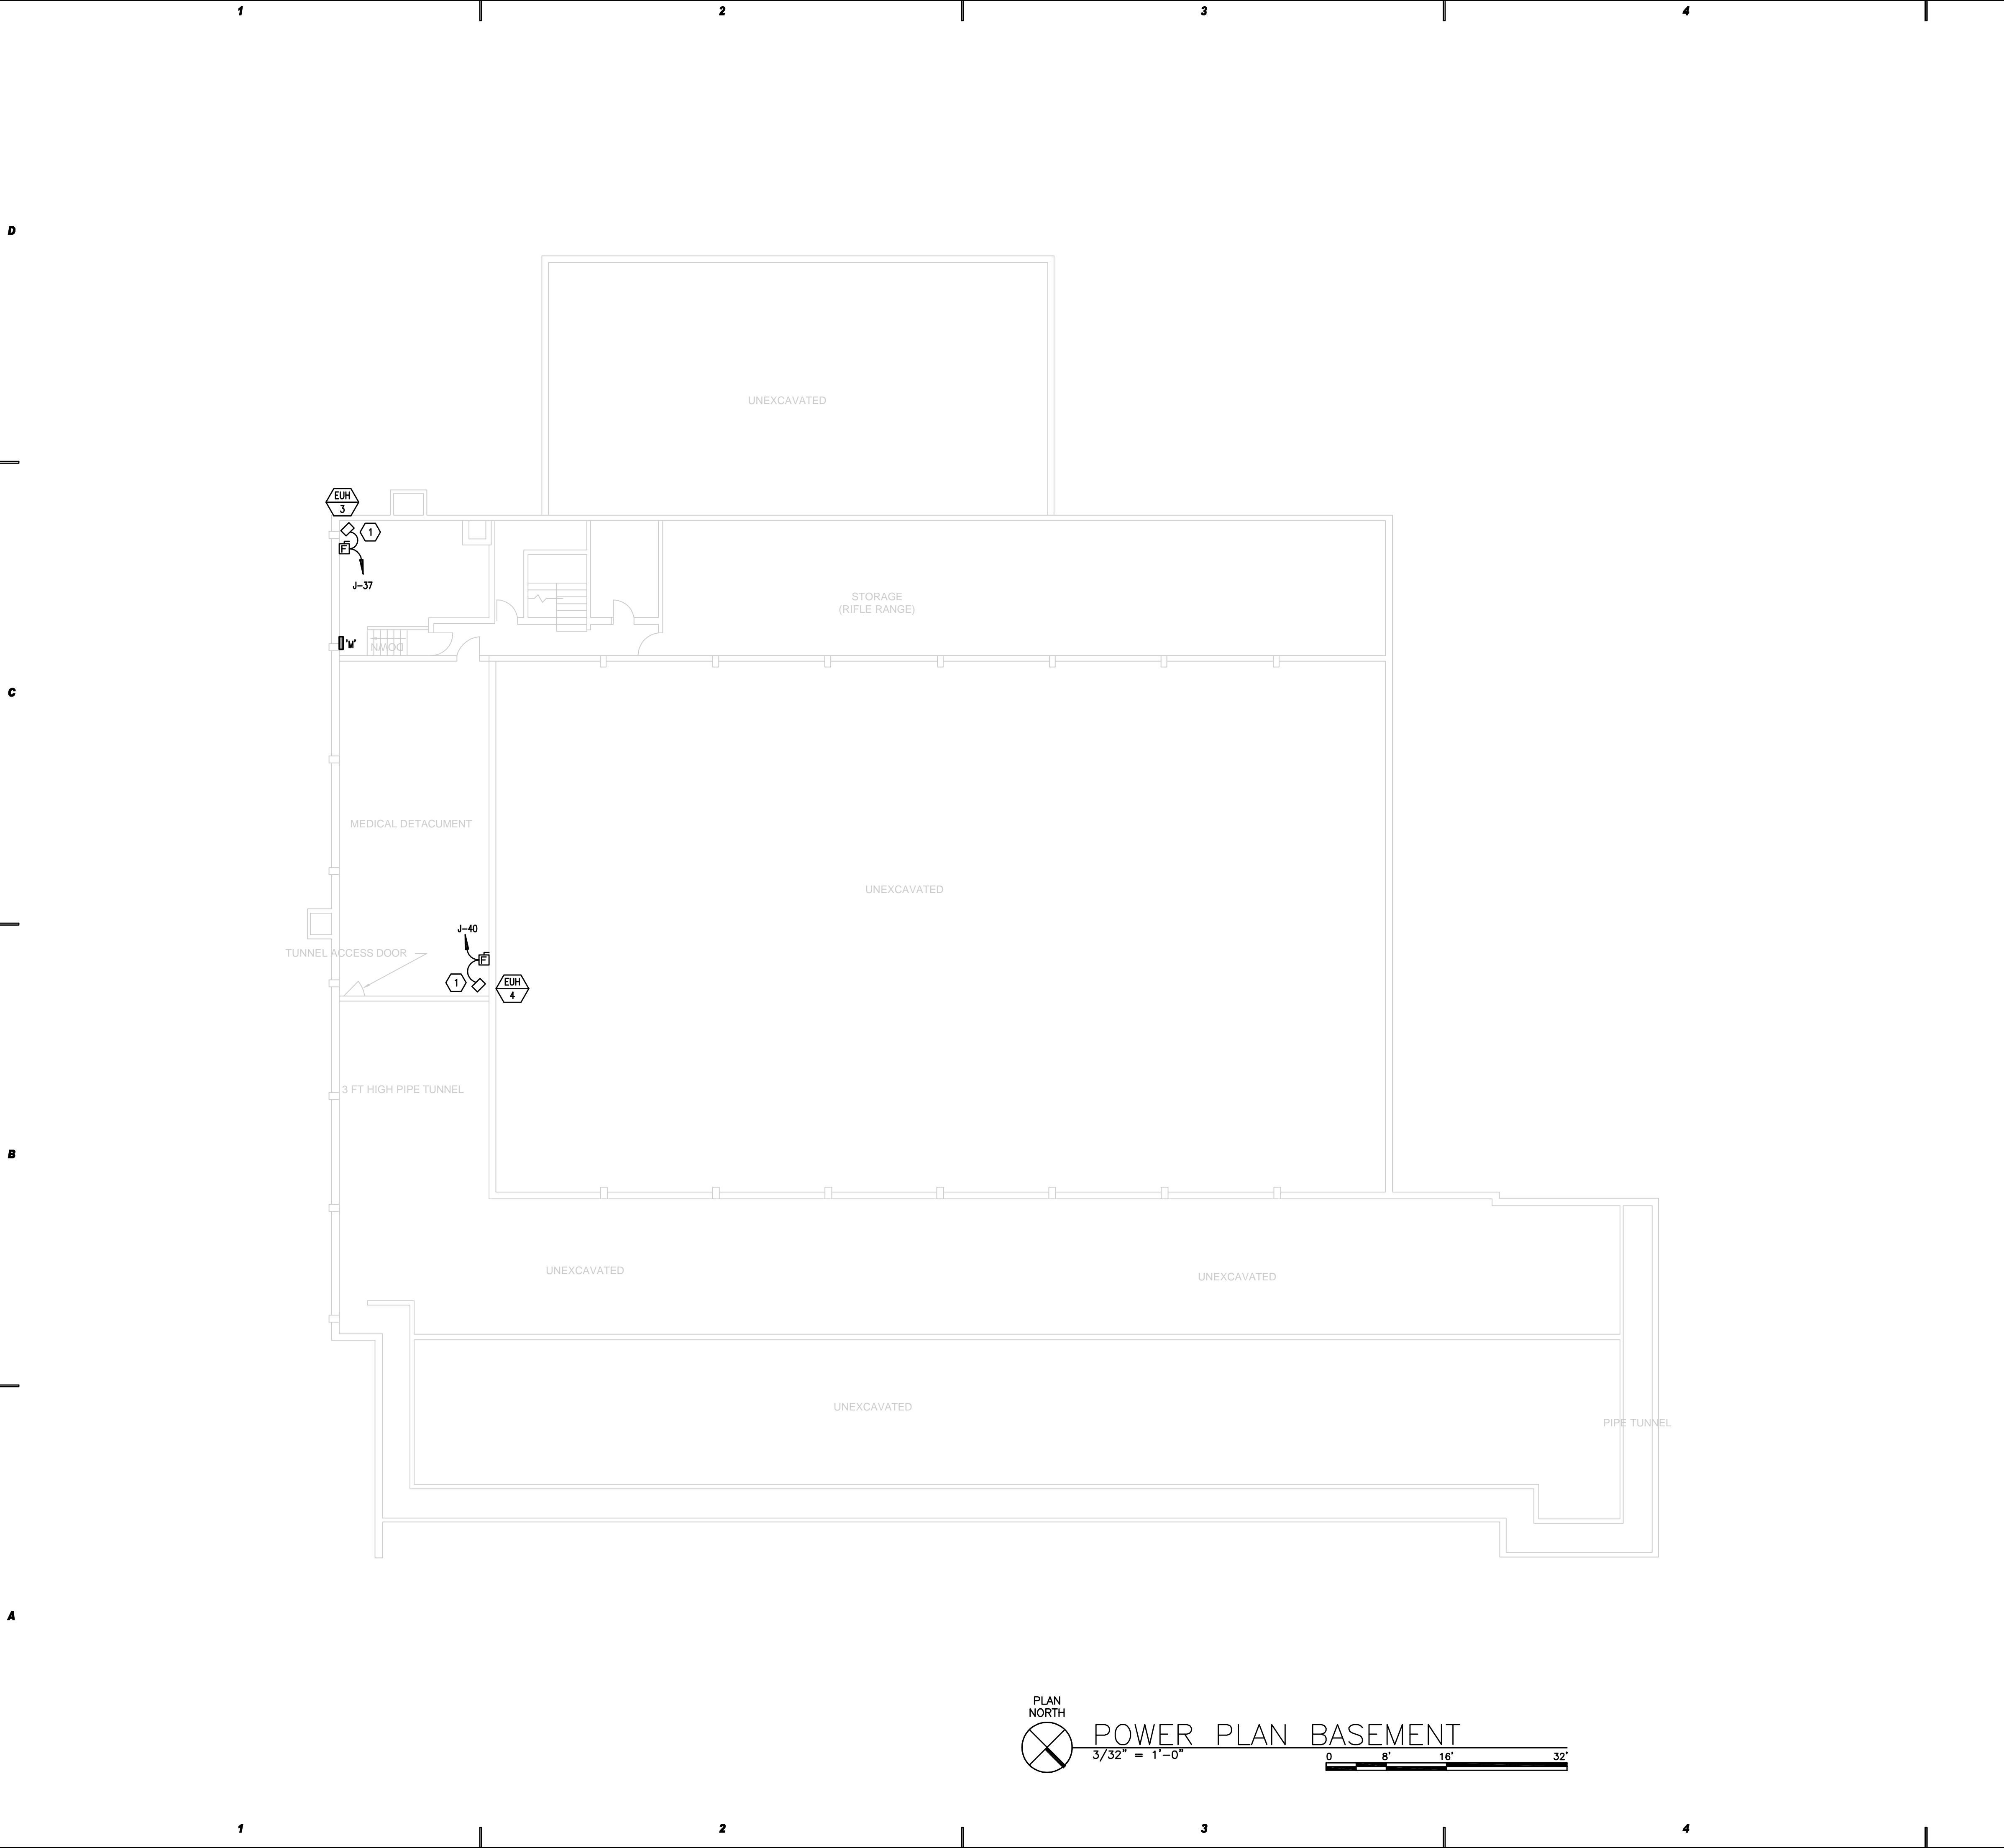 1 2 3 4
D
UNEXCAVATED
EUH
3
1
F
J-37
STORAGE
(RIFLE RANGE)
'M'
DOWN
C
MEDICAL DETACUMENT
UNEXCAVATED
J-40
TUNNEL ACCESS DOOR
F
1
EUH
4
3 FT HIGH PIPE TUNNEL
B
UNEXCAVATED
UNEXCAVATED
UNEXCAVATED
PIPE TUNNEL
A
PLAN
NORTH
POWER PLAN BASEMENT
3/32" = 1'-0"
0 8' 16' 32'
1 2 3 4